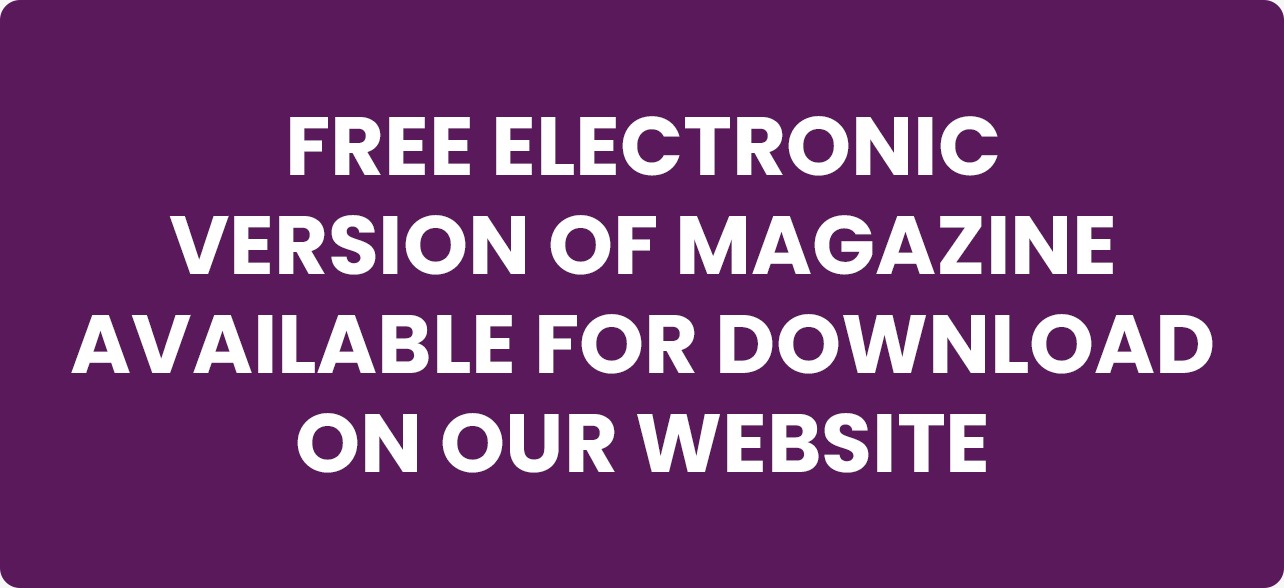 FREE ELECTRONIC
VERSION OF MAGAZINE
AVAILABLE FOR DOWNLOAD
ON OUR WEBSITE